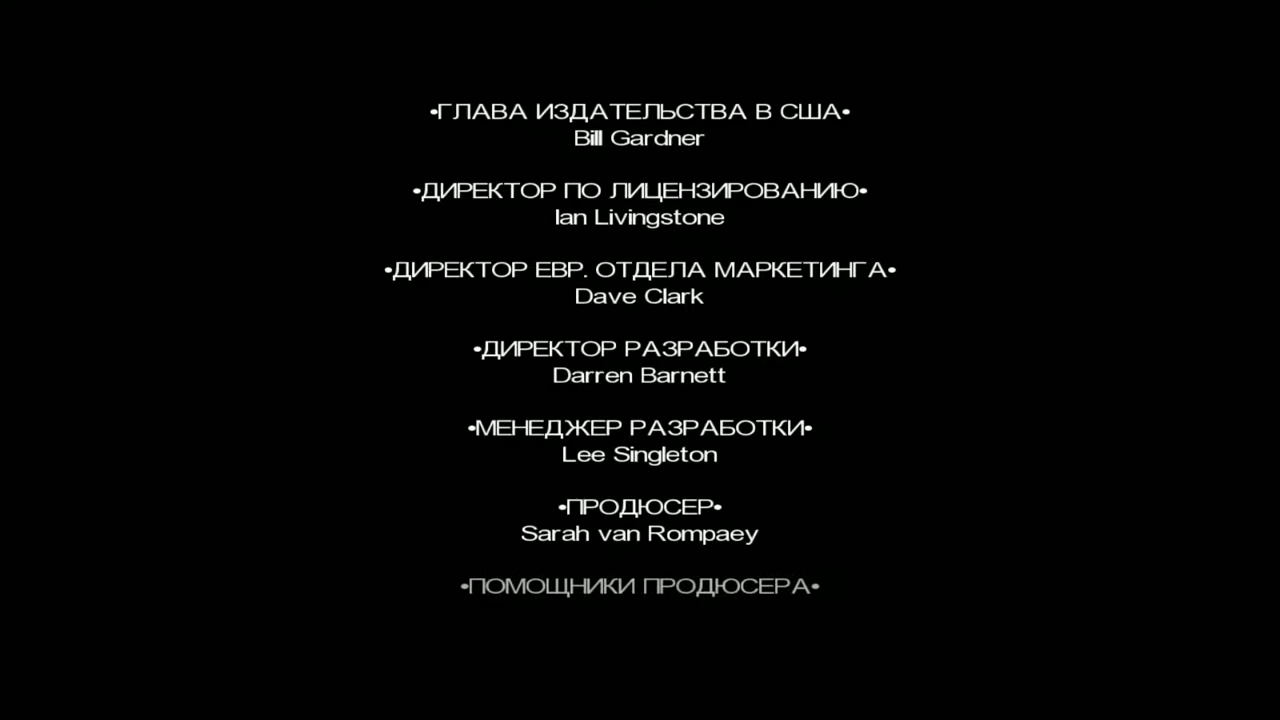 •ГЛАВА ИЗДАТЕЛЬСТВА В США•
Bill Gardner
•ДИРЕКТОР ПО ЛИЦЕНЗИРОВАНИЮ•
Ian Livingstone
•ДИРЕКТОР ЕВР. ОТДЕЛА МАРКЕТИНГА•
Dave Clark
•ДИРЕКТОР РАЗРАБОТКИ•
Darren Barnett
•МЕНЕДЖЕР РАЗРАБОТКИ•
Lee Singleton
•ПРОДЮСЕР•
Sarah van Rompaey
•ПОМОЩНИКИ ПРОДЮСЕРА•